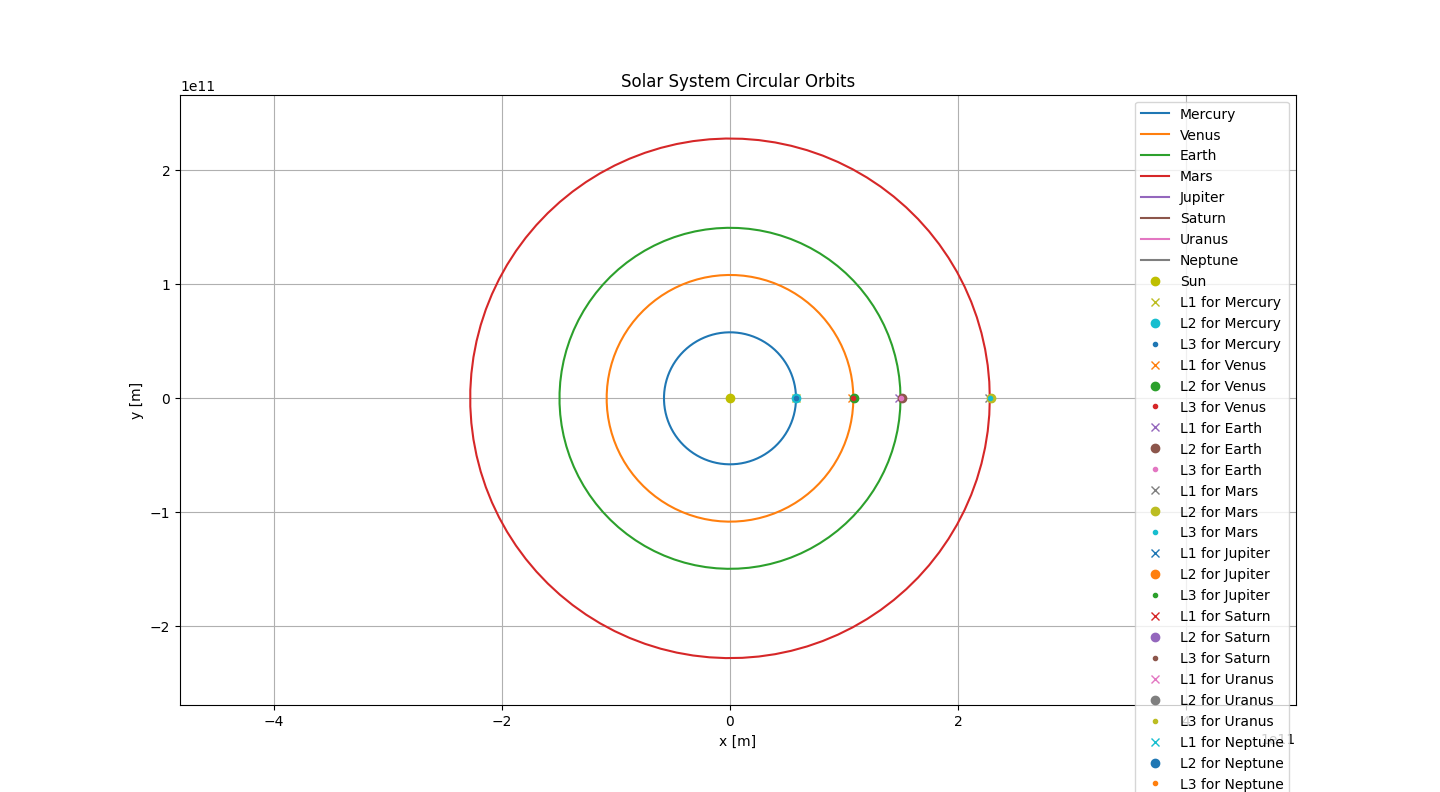 Solar System Circular Orbits
1e11
y [m]
2
1
0
−1
−2
−4
−2
0
2
x [m]
1e11
Mercury
Venus
Earth
Mars
Jupiter
Saturn
Uranus
Neptune
Sun
L1 for Mercury
L2 for Mercury
L3 for Mercury
L1 for Venus
L2 for Venus
L3 for Venus
L1 for Earth
L2 for Earth
L3 for Earth
L1 for Mars
L2 for Mars
L3 for Mars
L1 for Jupiter
L2 for Jupiter
L3 for Jupiter
L1 for Saturn
L2 for Saturn
L3 for Saturn
L1 for Uranus
L2 for Uranus
L3 for Uranus
L1 for Neptune
L2 for Neptune
L3 for Neptune